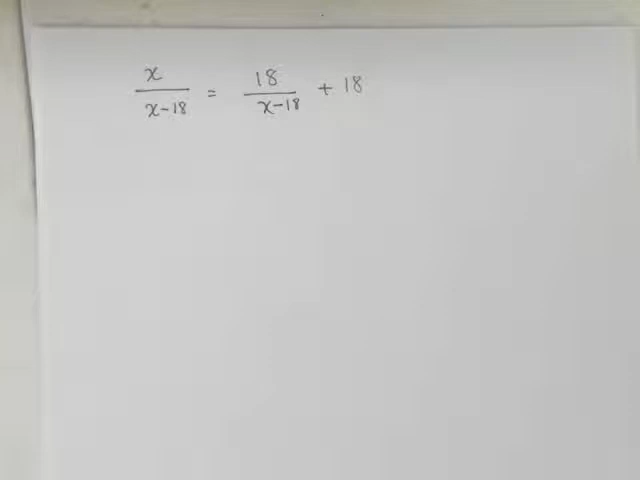 x/(x-18) = 18/(x-18) + 18